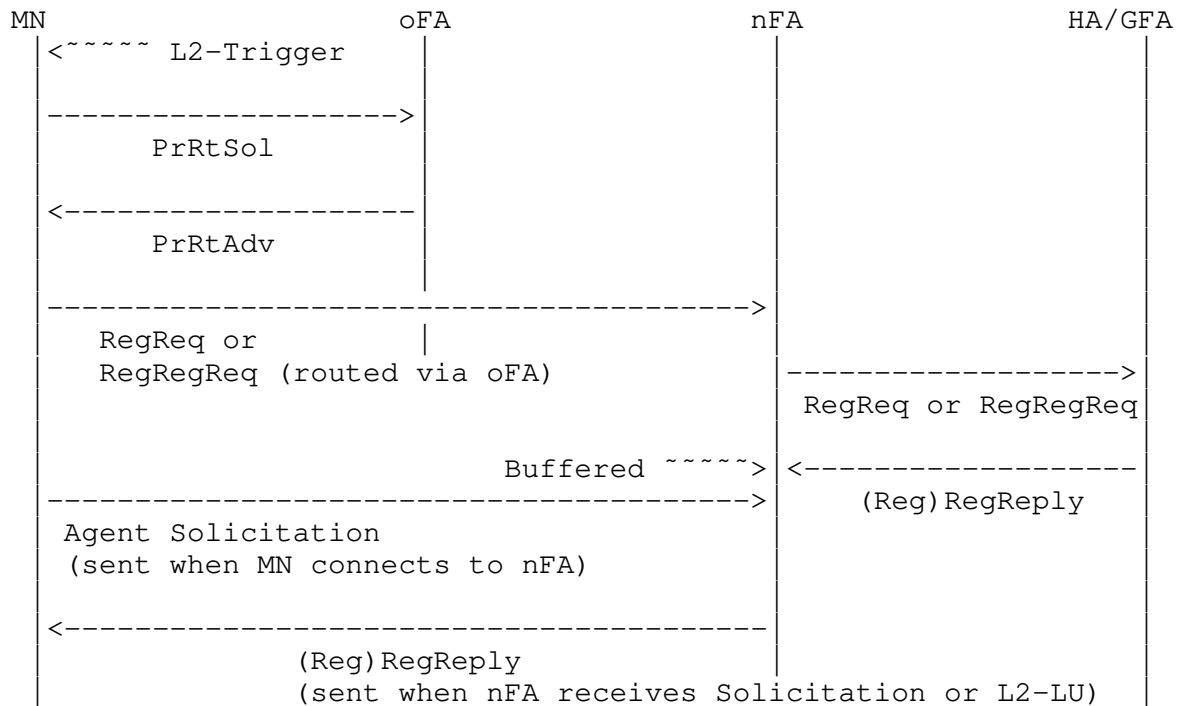 MN oFA nFA HA/GFA
L2-Trigger
PrRtSol
PrRtAdv
RegReq or
RegRegReq (routed via oFA)
RegReq or RegRegReq
Buffered
(Reg)RegReply
Agent Solicitation
(sent when MN connects to nFA)
(Reg)RegReply
(sent when nFA receives Solicitation or L2-LU)